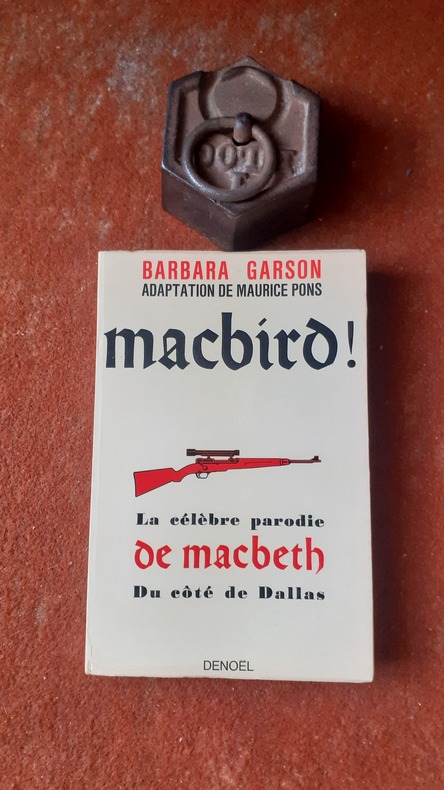 BARBARA GARSON
ADAPTATION DE MAURICE PONS
macbird!
La célèbre parodie
de macbeth
Du côté de Dallas
DENOËL